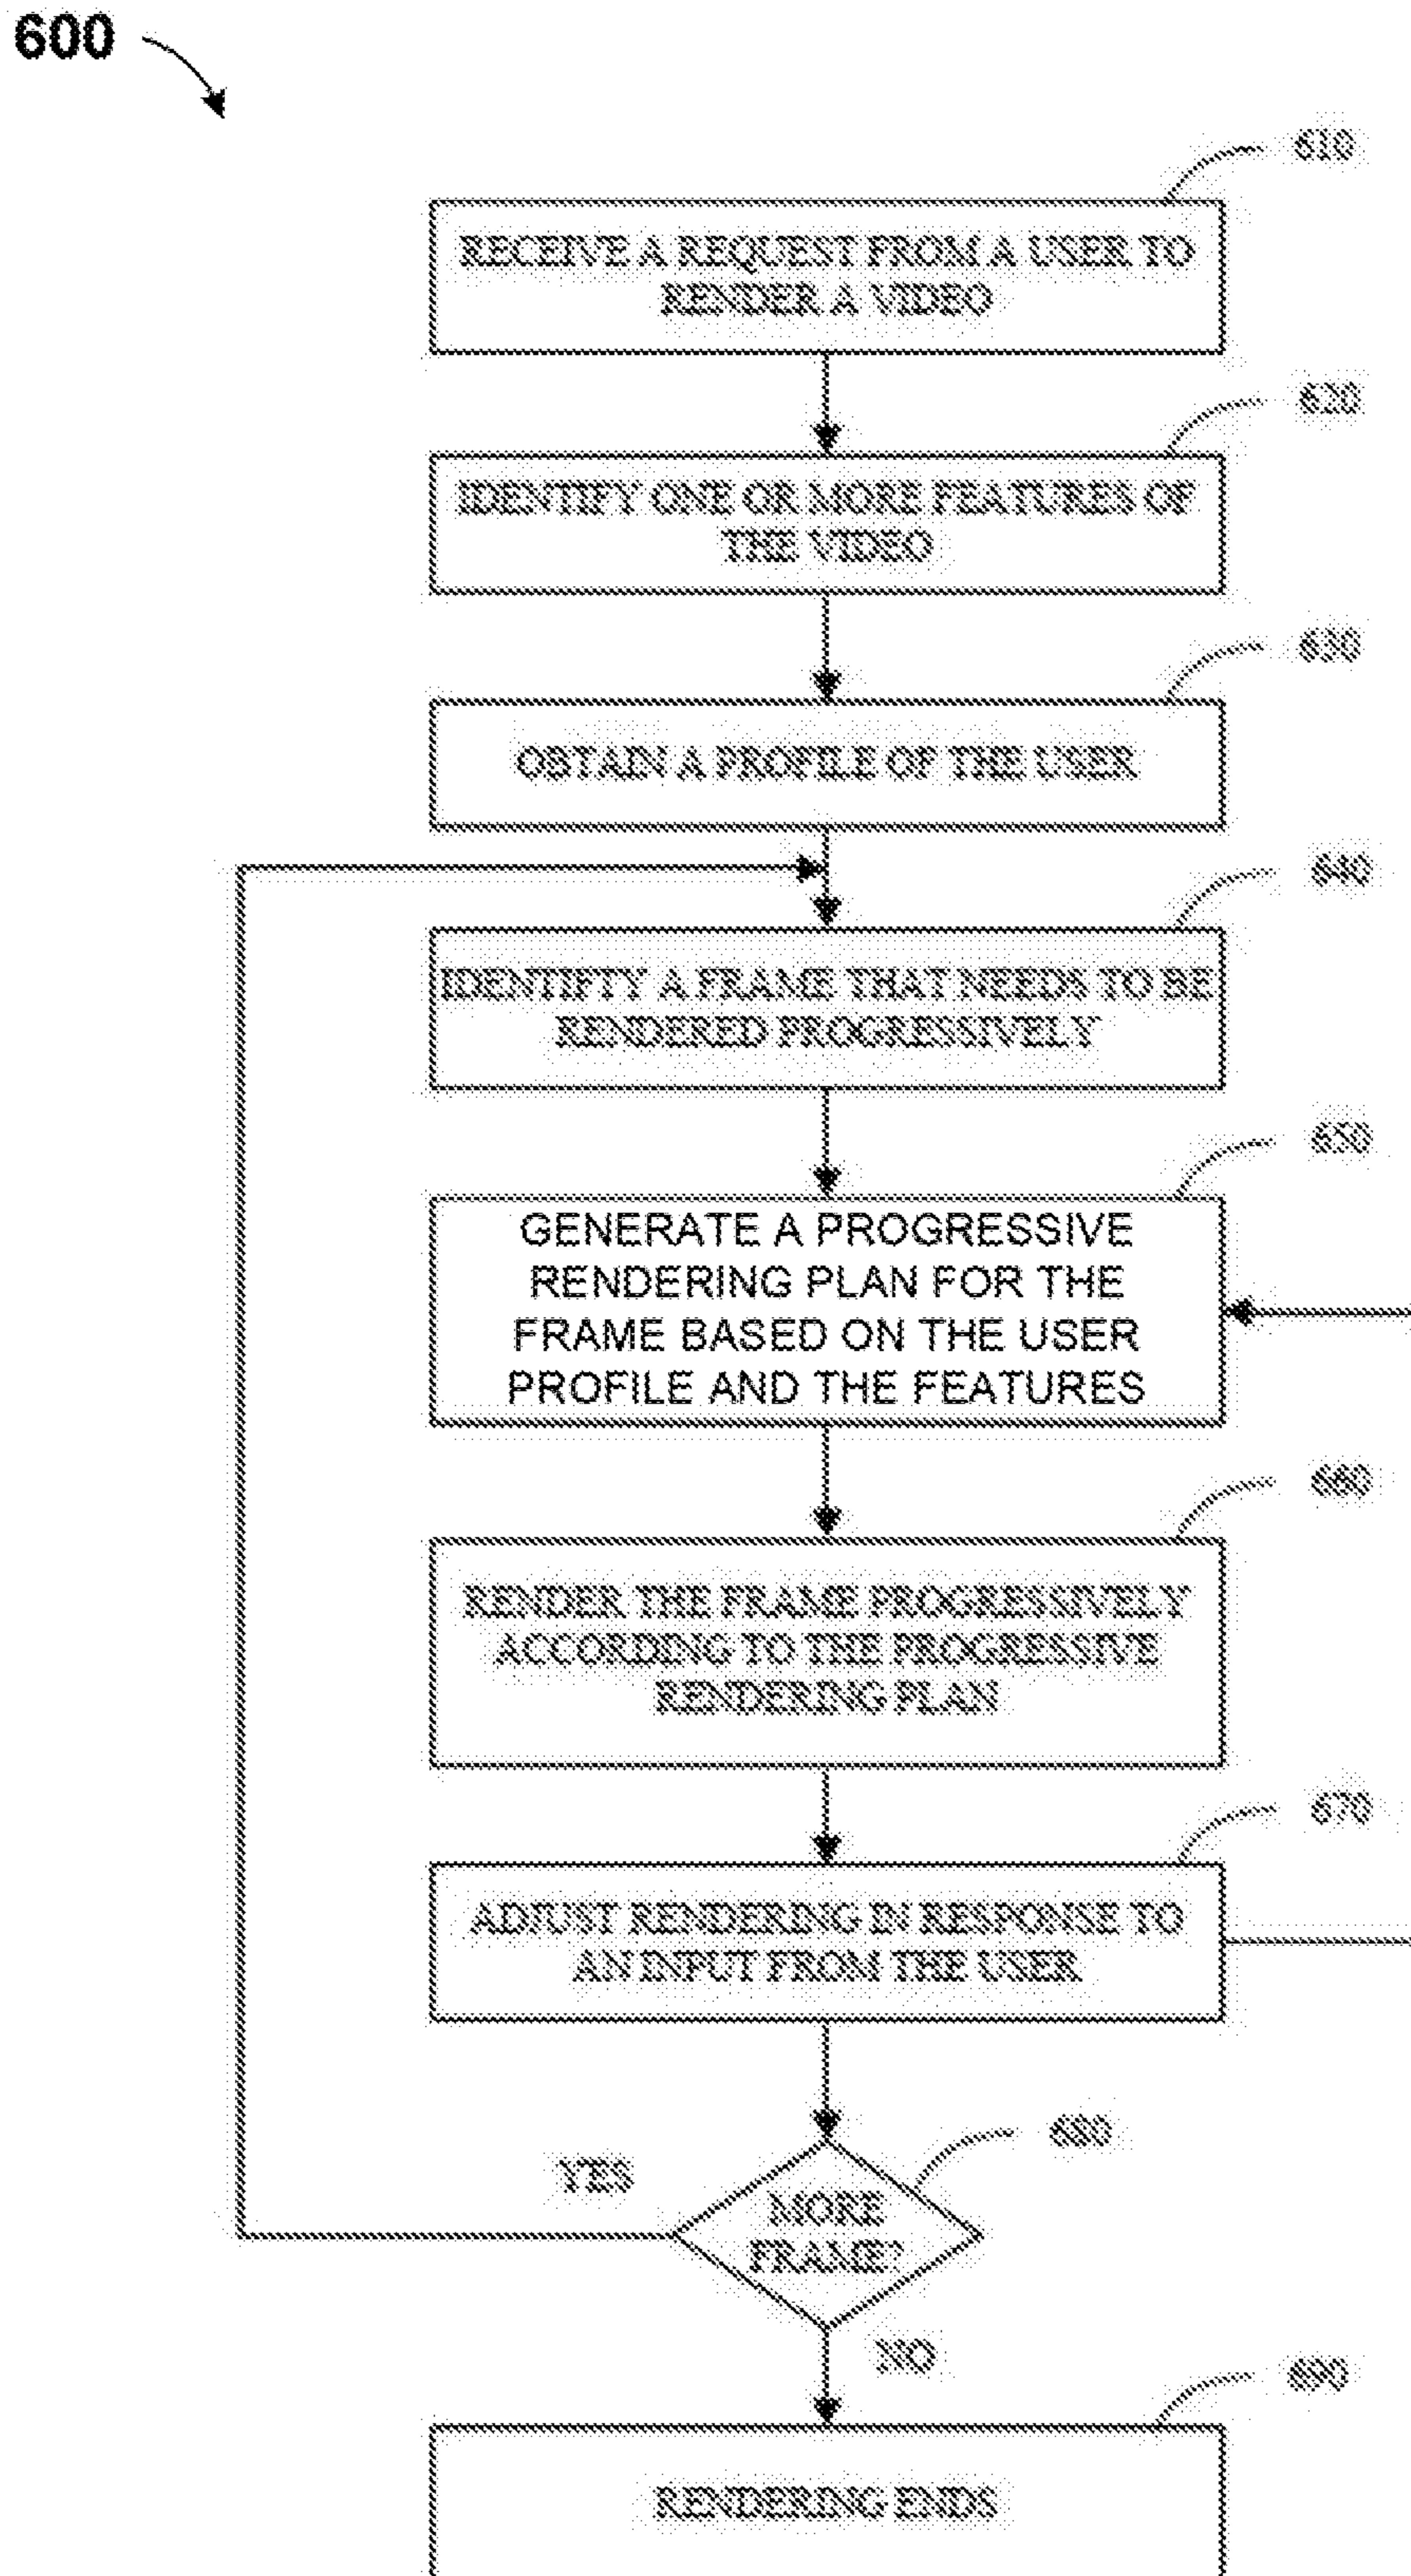 600
610
RECEIVE A REQUEST FROM A USER TO
RENDER A VIDEO
620
IDENTIFY ONE OR MORE FEATURES OF
THE VIDEO
630
OBTAIN A PROFILE OF THE USER
640
IDENTIFTY A FRAME THAT NEEDS TO BE
RENDERED PROGRESSIVELY
650
GENERATE A PROGRESSIVE
RENDERING PLAN FOR THE
FRAME BASED ON THE USER
PROFILE AND THE FEATURES
660
RENDER THE FRAME PROGRESSIVELY
ACCORDING TO THE PROGRESSIVE
RENDERING PLAN
670
ADJUST RENDERING IN RESPONSE TO
AN INPUT FROM THE USER
680
YES
MORE
FRAME?
NO
690
RENDERING ENDS